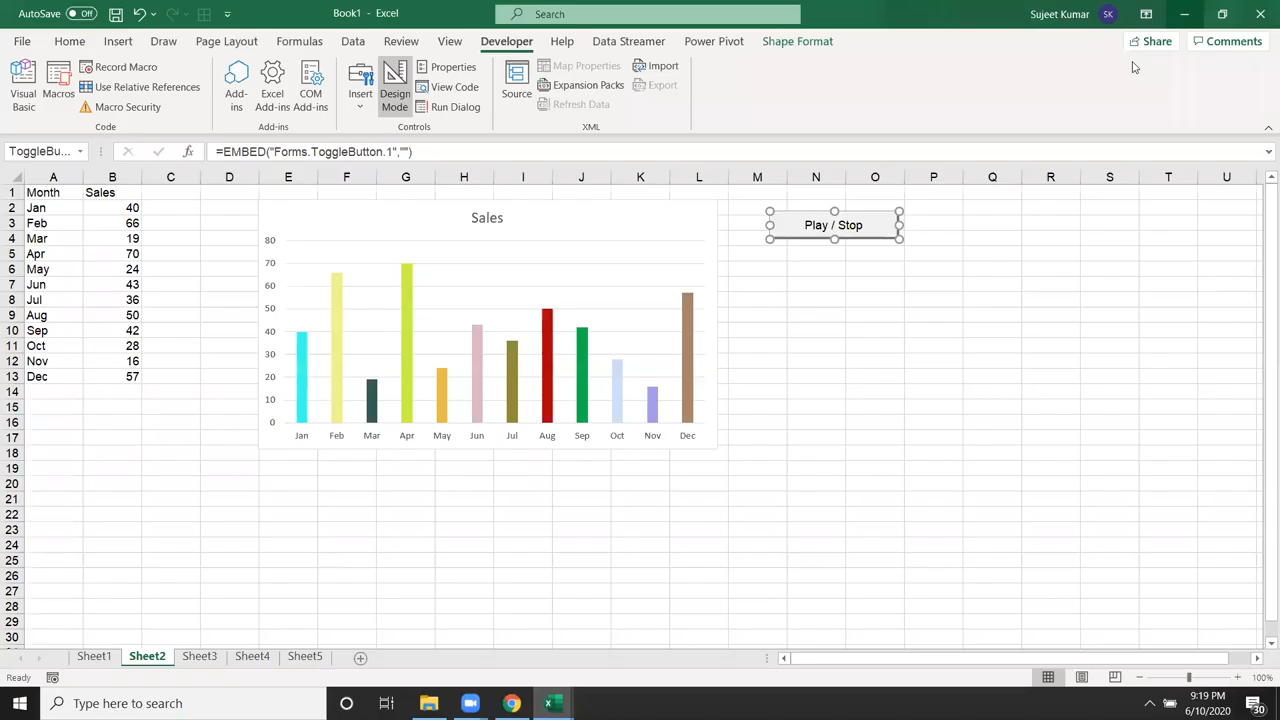 AutoSave Off Book1 - Excel Search Sujeet Kumar SK
File Home Insert Draw Page Layout Formulas Data Review View Developer Help Data Streamer Power Pivot Shape Format Share Comments
Visual Basic
Macros
Record Macro
Use Relative References
Macro Security
Code
Add-ins
Excel Add-ins
COM Add-ins
Add-ins
Insert
Design Mode
Properties
View Code
Run Dialog
Controls
Source
Map Properties
Expansion Packs
Refresh Data
Import
Export
XML
ToggleBu... fx =EMBED("Forms.ToggleButton.1","")
A B C D E F G H I J K L M N O P Q R S T U
1 Month Sales
2 Jan 40
3 Feb 66
4 Mar 19
5 Apr 70
6 May 24
7 Jun 43
8 Jul 36
9 Aug 50
10 Sep 42
11 Oct 28
12 Nov 16
13 Dec 57
14
15
16
17
18
19
20
21
22
23
24
25
26
27
28
29
30
Sales
80
70
60
50
40
30
20
10
0
Jan Feb Mar Apr May Jun Jul Aug Sep Oct Nov Dec
Play / Stop
Sheet1 Sheet2 Sheet3 Sheet4 Sheet5
Ready 100%
Type here to search
9:19 PM
6/10/2020
30